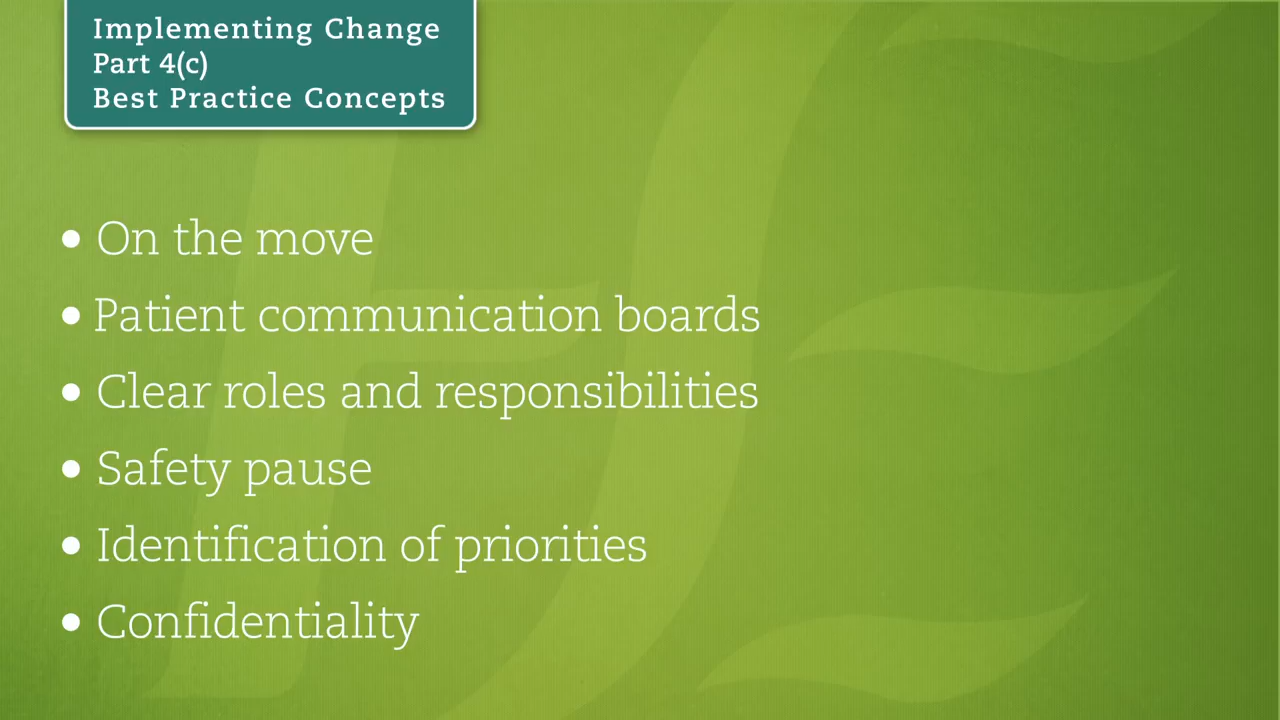 Implementing Change
Part 4(c)
Best Practice Concepts
• On the move
• Patient communication boards
• Clear roles and responsibilities
• Safety pause
• Identification of priorities
• Confidentiality